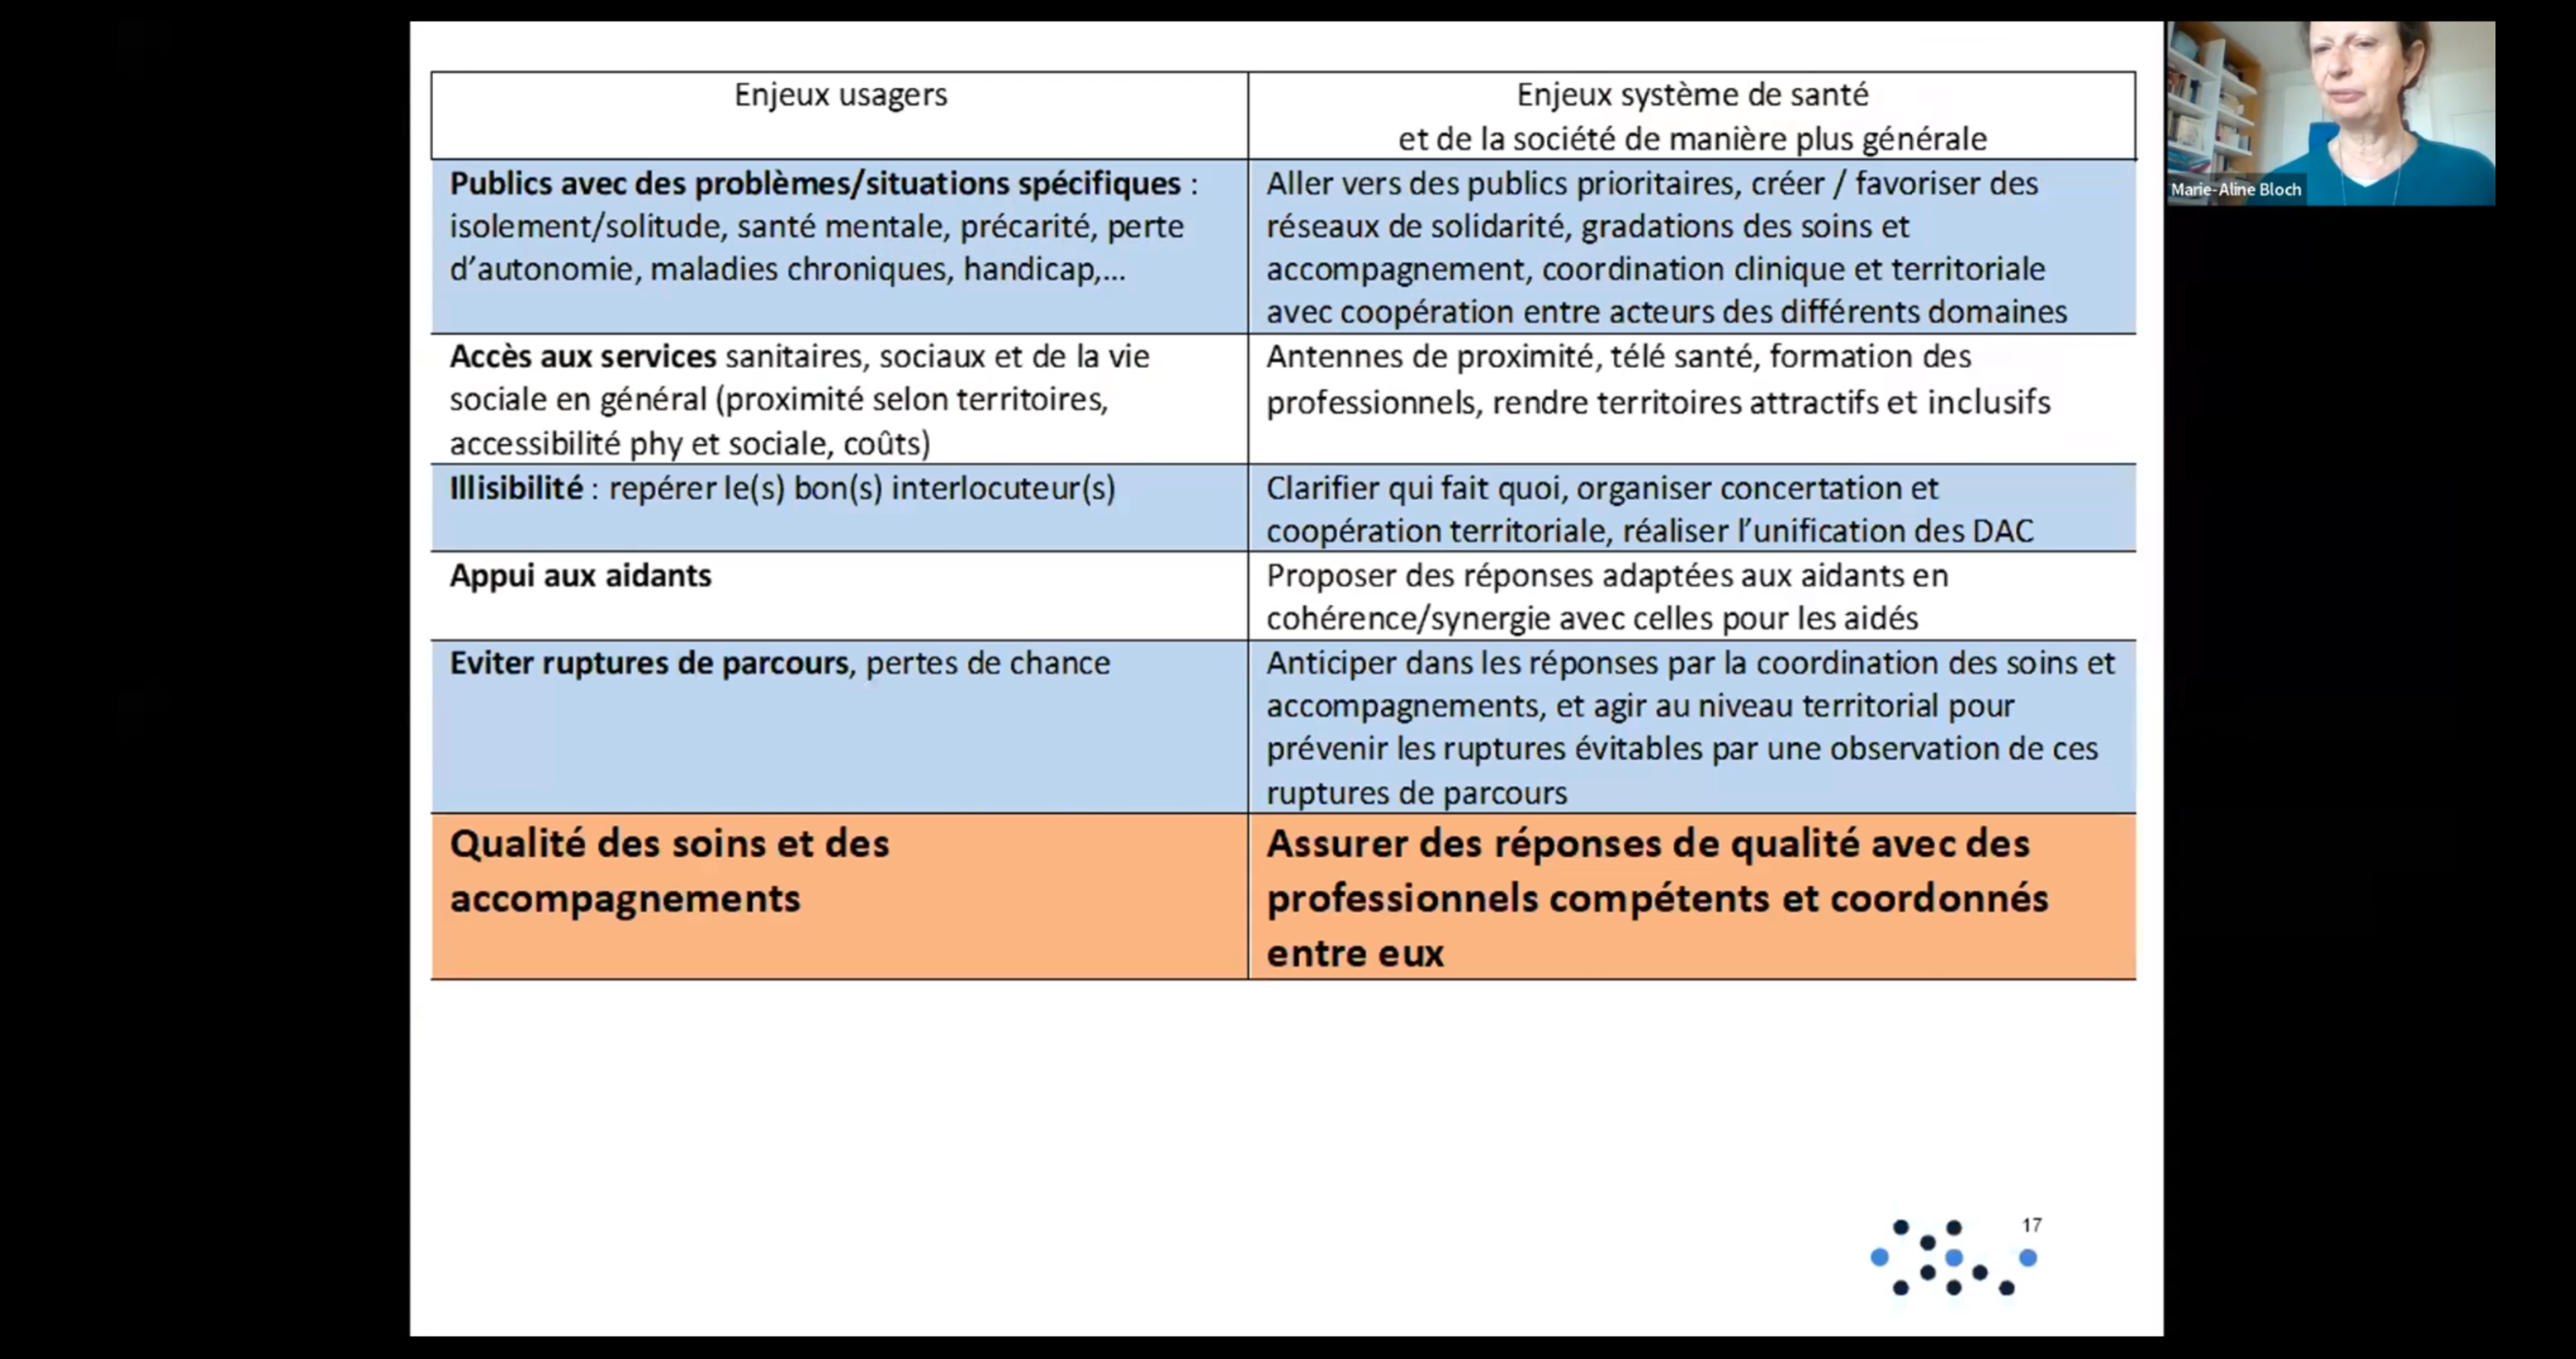 Enjeux usagers
Enjeux système de santé
et de la société de manière plus générale
Publics avec des problèmes/situations spécifiques :
isolement/solitude, santé mentale, précarité, perte
d’autonomie, maladies chroniques, handicap,...
Aller vers des publics prioritaires, créer / favoriser des
réseaux de solidarité, gradations des soins et
accompagnement, coordination clinique et territoriale
avec coopération entre acteurs des différents domaines
Accès aux services sanitaires, sociaux et de la vie
sociale en général (proximité selon territoires,
accessibilité phy et sociale, coûts)
Antennes de proximité, télé santé, formation des
professionnels, rendre territoires attractifs et inclusifs
Illisibilité : repérer le(s) bon(s) interlocuteur(s)
Clarifier qui fait quoi, organiser concertation et
coopération territoriale, réaliser l’unification des DAC
Appui aux aidants
Proposer des réponses adaptées aux aidants en
cohérence/synergie avec celles pour les aidés
Eviter ruptures de parcours, pertes de chance
Anticiper dans les réponses par la coordination des soins et
accompagnements, et agir au niveau territorial pour
prévenir les ruptures évitables par une observation de ces
ruptures de parcours
Qualité des soins et des
accompagnements
Assurer des réponses de qualité avec des
professionnels compétents et coordonnés
entre eux
17
Marie-Aline Bloch